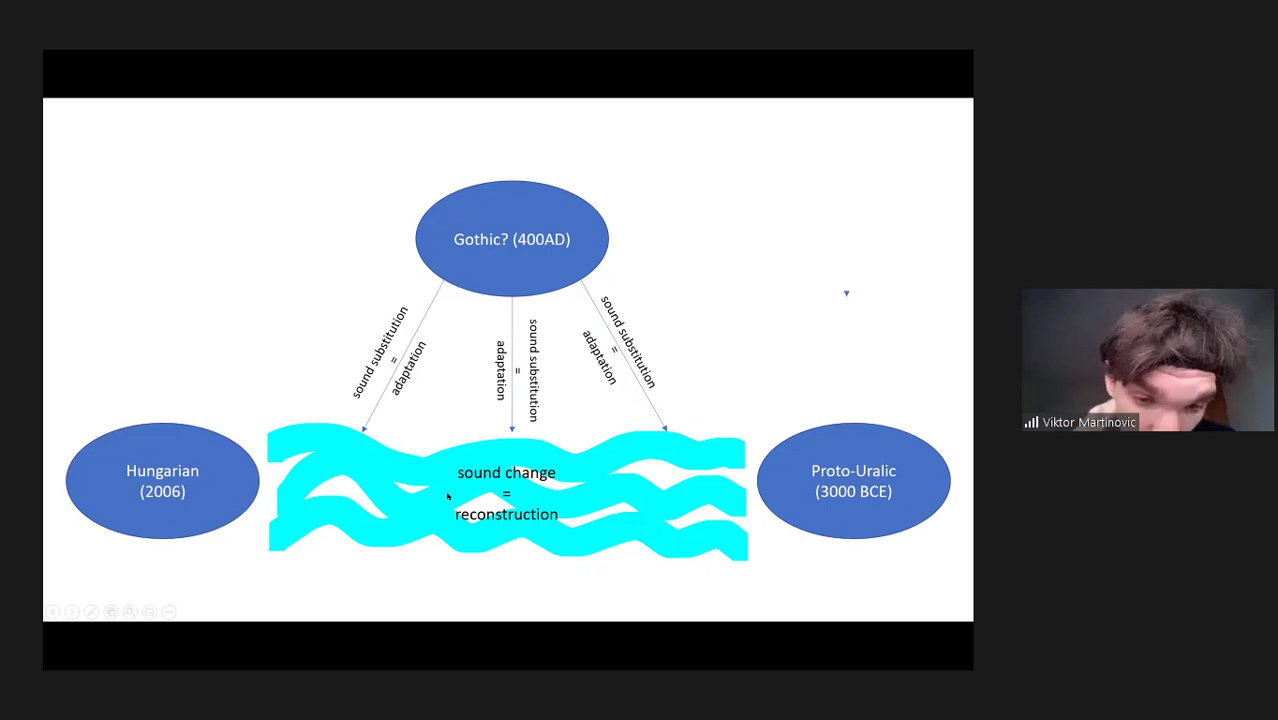 Gothic? (400AD)
sound substitution
=
adaptation
sound substitution
=
adaptation
sound substitution
=
adaptation
Hungarian
(2006)
sound change
=
reconstruction
Proto-Uralic
(3000 BCE)
Viktor Martinovic